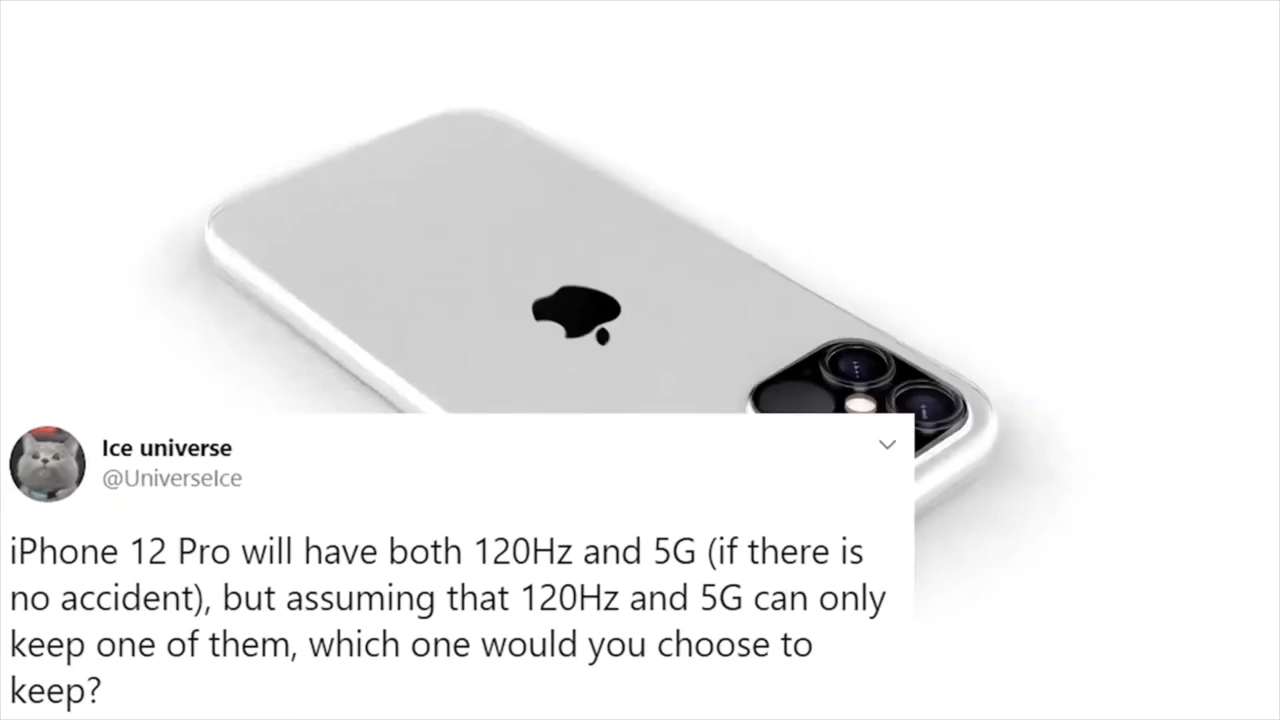 Ice universe
@UniverseIce
iPhone 12 Pro will have both 120Hz and 5G (if there is
no accident), but assuming that 120Hz and 5G can only
keep one of them, which one would you choose to
keep?